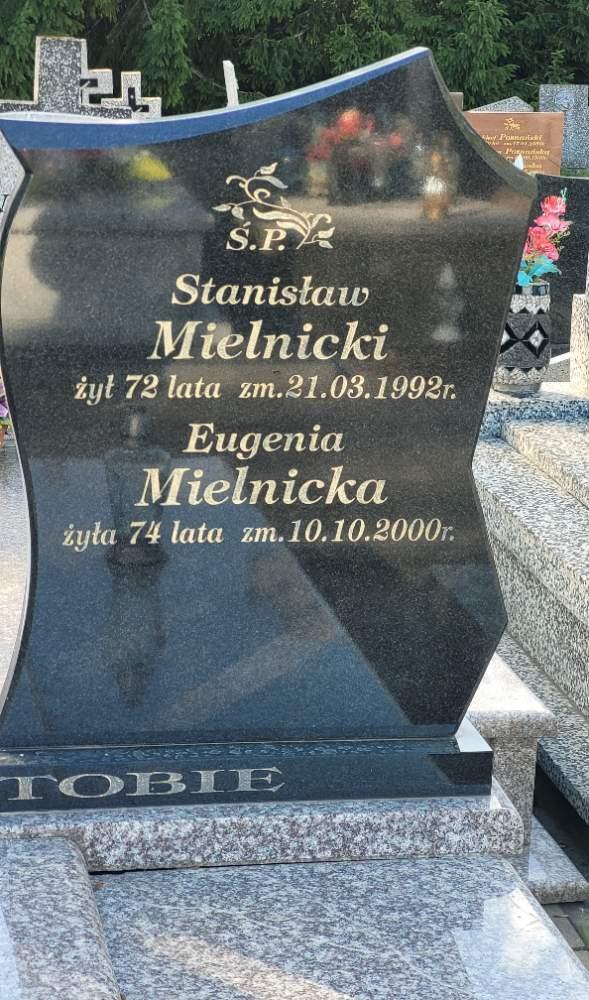 Ś.P.
Stanisław
Mielnicki
żył 72 lata zm.21.03.1992r.
Eugenia
Mielnicka
żyła 74 lata zm.10.10.2000r.
TOBIE
Poznański